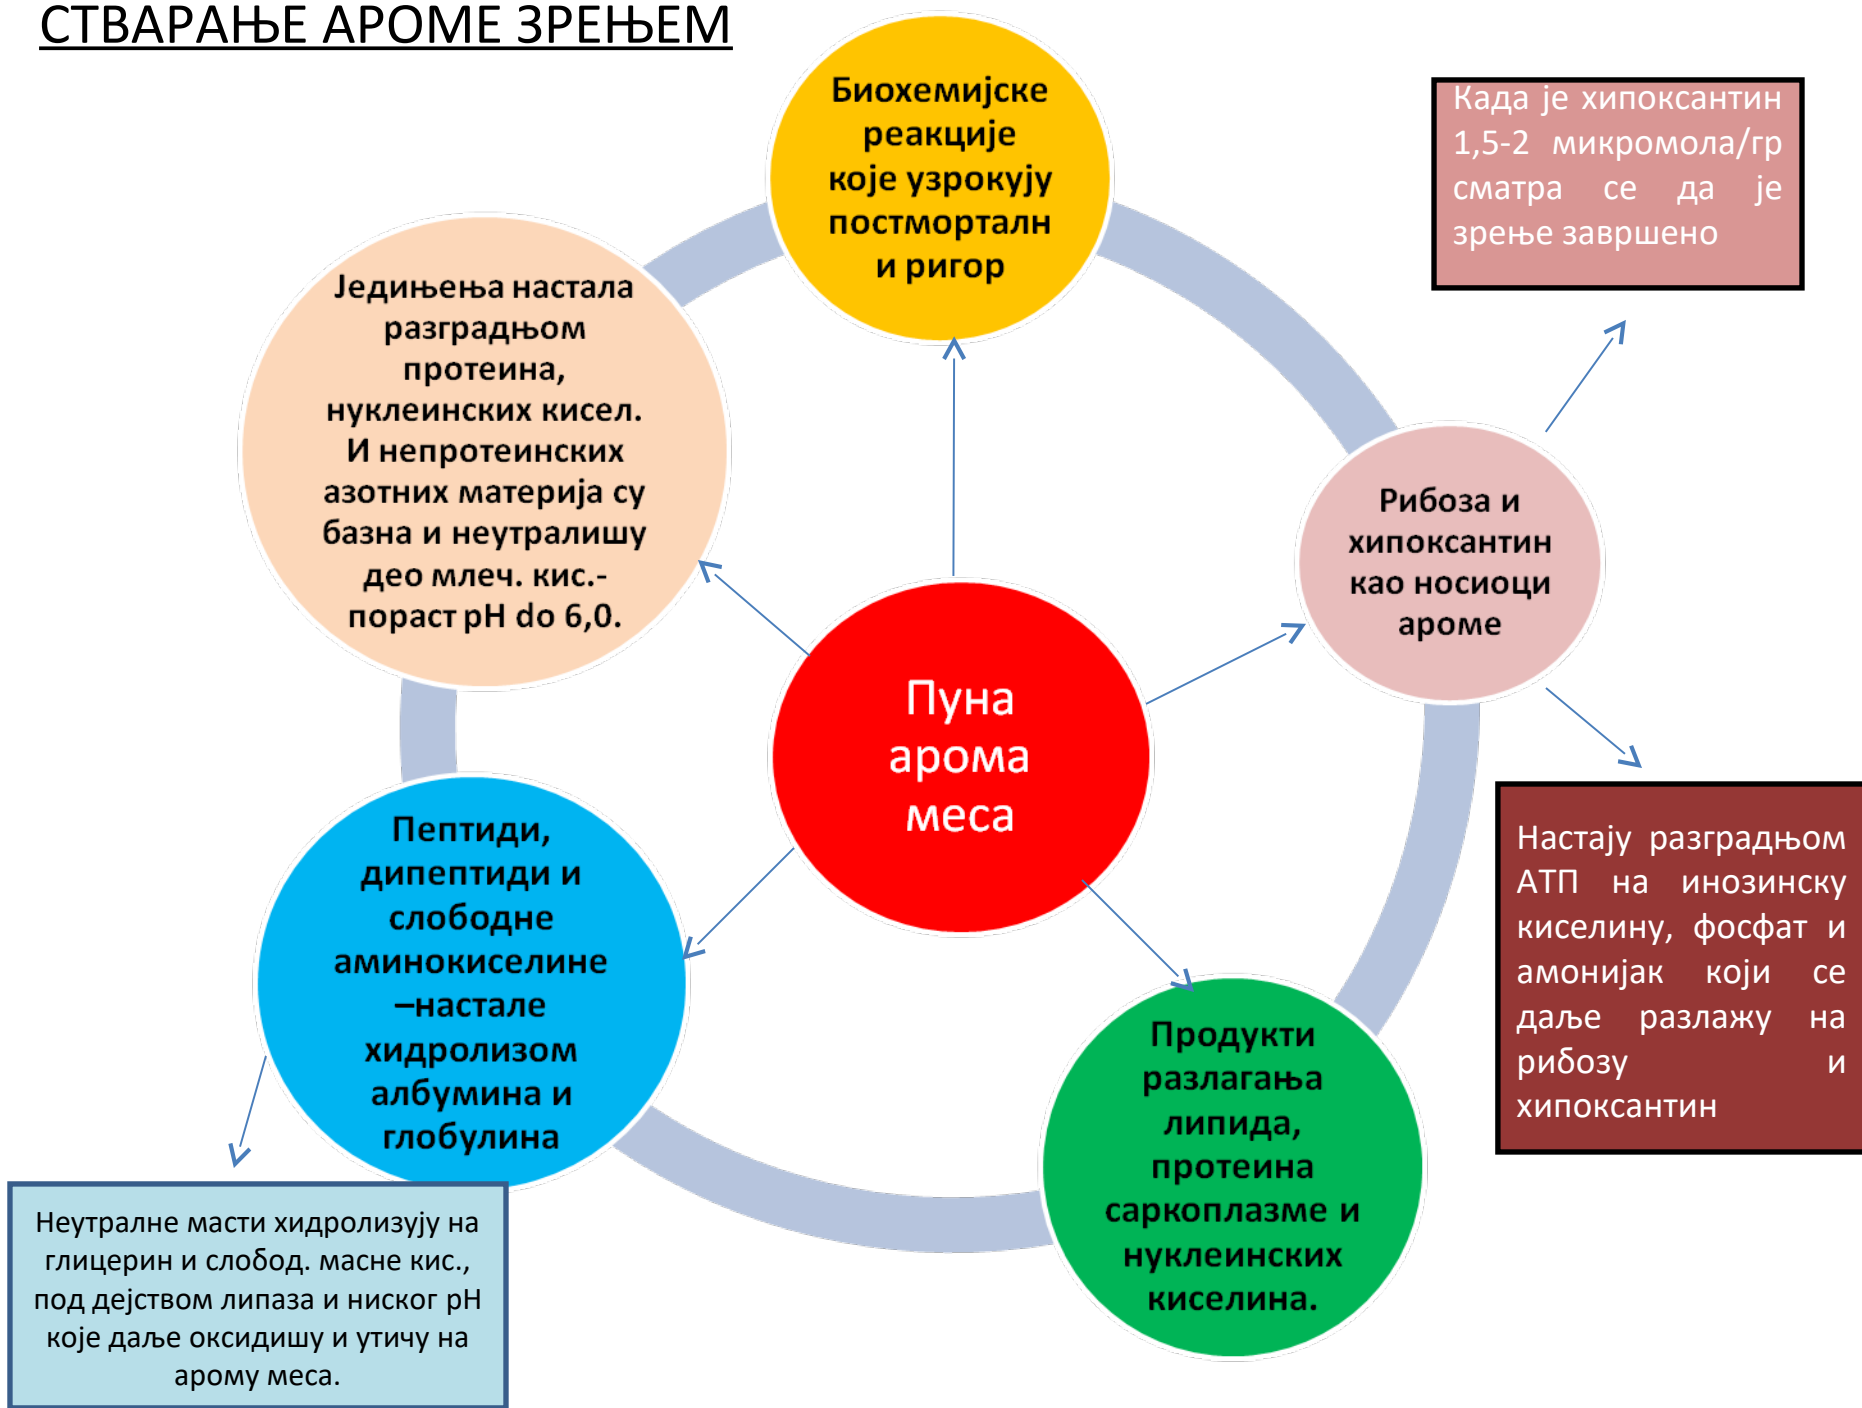 СТВАРАЊЕ АРОМЕ ЗРЕЊЕМ
Биохемијске
реакције
које узрокују
постморталн
и ригор
Када је хипоксантин
1,5-2 микромола/гр
сматра се да је
зрење завршено
Једињења настала
разградњом
протеина,
нуклеинских кисел.
И непротеинских
азотних материја су
базна и неутралишу
део млеч. кис.-
пораст pH do 6,0.
Рибоза и
хипоксантин
као носиоци
ароме
Пуна
арома
меса
Настају разградњом
АТП на инозинску
киселину, фосфат и
амонијак који се
даље разлажу на
рибозу и
хипоксантин
Пептиди,
дипептиди и
слободне
аминокиселине
–настале
хидролизом
албумина и
глобулина
Продукти
разлагања
липида,
протеина
саркоплазме и
нуклеинских
киселина.
Неутралне масти хидролизују на
глицерин и слобод. масне кис.,
под дејством липаза и ниског pH
које даље оксидишу и утичу на
арому меса.